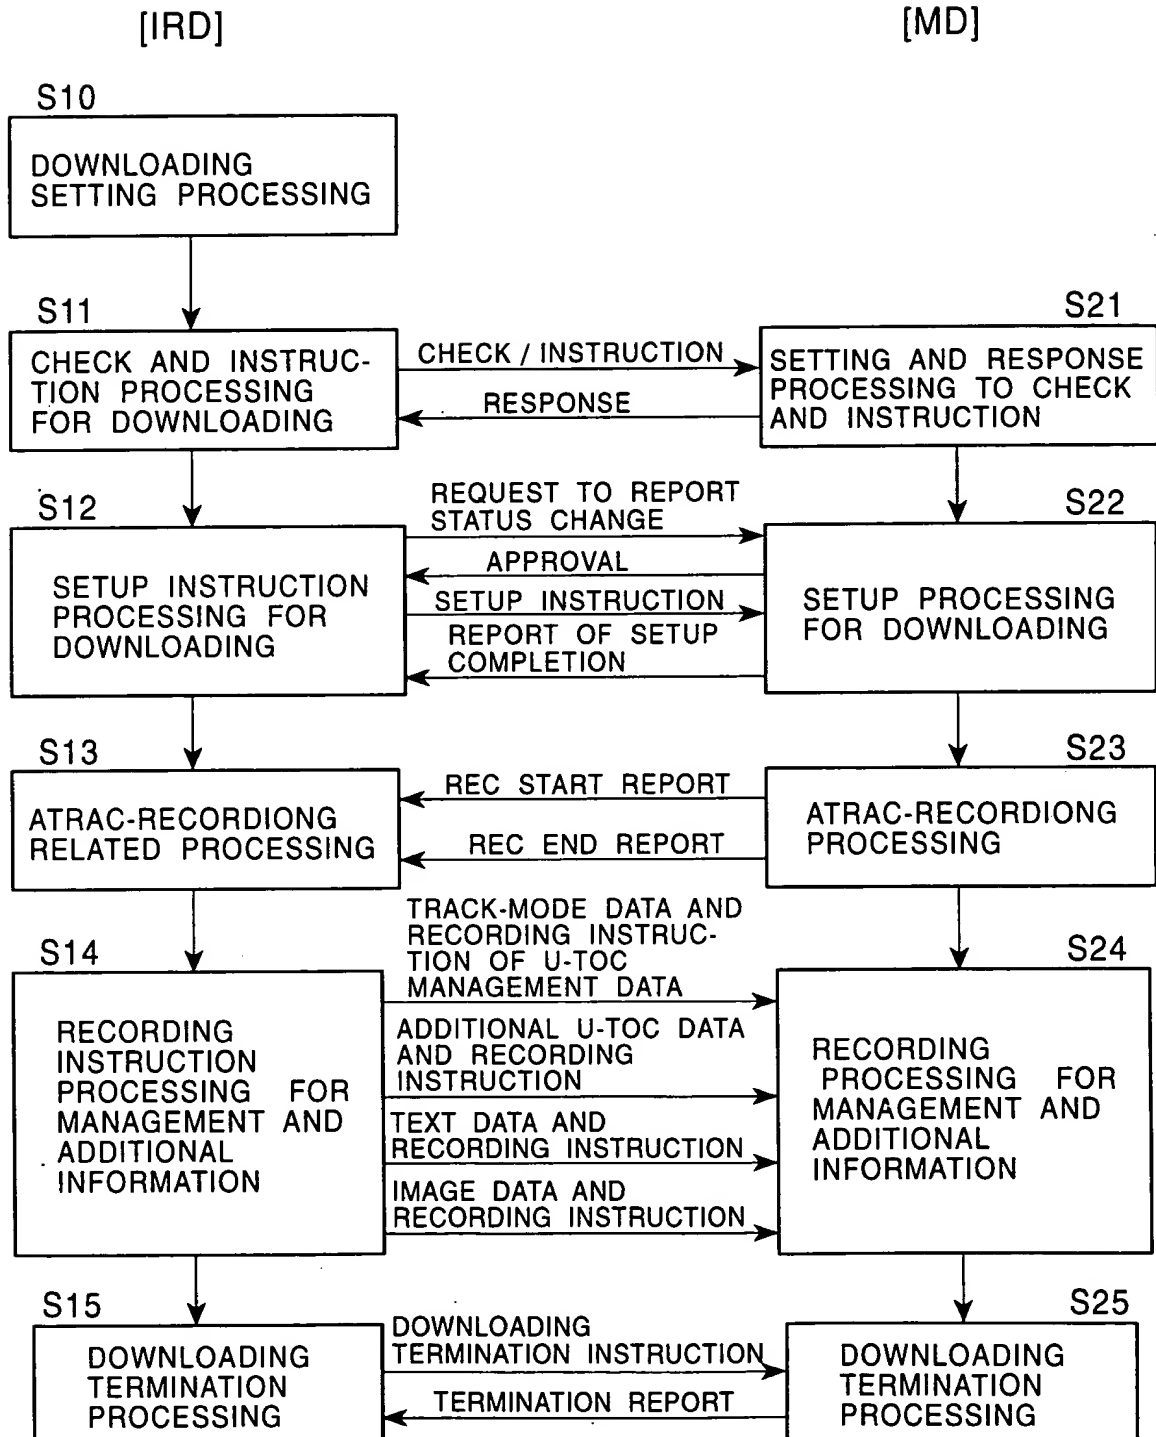 [IRD]
[MD]
S10
DOWNLOADING
SETTING PROCESSING
S11
CHECK AND INSTRUC-
TION PROCESSING
FOR DOWNLOADING
CHECK / INSTRUCTION
RESPONSE
S21
SETTING AND RESPONSE
PROCESSING TO CHECK
AND INSTRUCTION
S12
SETUP INSTRUCTION
PROCESSING FOR
DOWNLOADING
REQUEST TO REPORT
STATUS CHANGE
APPROVAL
SETUP INSTRUCTION
REPORT OF SETUP
COMPLETION
S22
SETUP PROCESSING
FOR DOWNLOADING
S13
ATRAC-RECORDIONG
RELATED PROCESSING
REC START REPORT
REC END REPORT
S23
ATRAC-RECORDIONG
PROCESSING
S14
RECORDING
INSTRUCTION
PROCESSING FOR
MANAGEMENT AND
ADDITIONAL
INFORMATION
TRACK-MODE DATA AND
RECORDING INSTRUC-
TION OF U-TOC
MANAGEMENT DATA
ADDITIONAL U-TOC DATA
AND RECORDING
INSTRUCTION
TEXT DATA AND
RECORDING INSTRUCTION
IMAGE DATA AND
RECORDING INSTRUCTION
S24
RECORDING
PROCESSING FOR
MANAGEMENT AND
ADDITIONAL
INFORMATION
S15
DOWNLOADING
TERMINATION
PROCESSING
DOWNLOADING
TERMINATION INSTRUCTION
TERMINATION REPORT
S25
DOWNLOADING
TERMINATION
PROCESSING